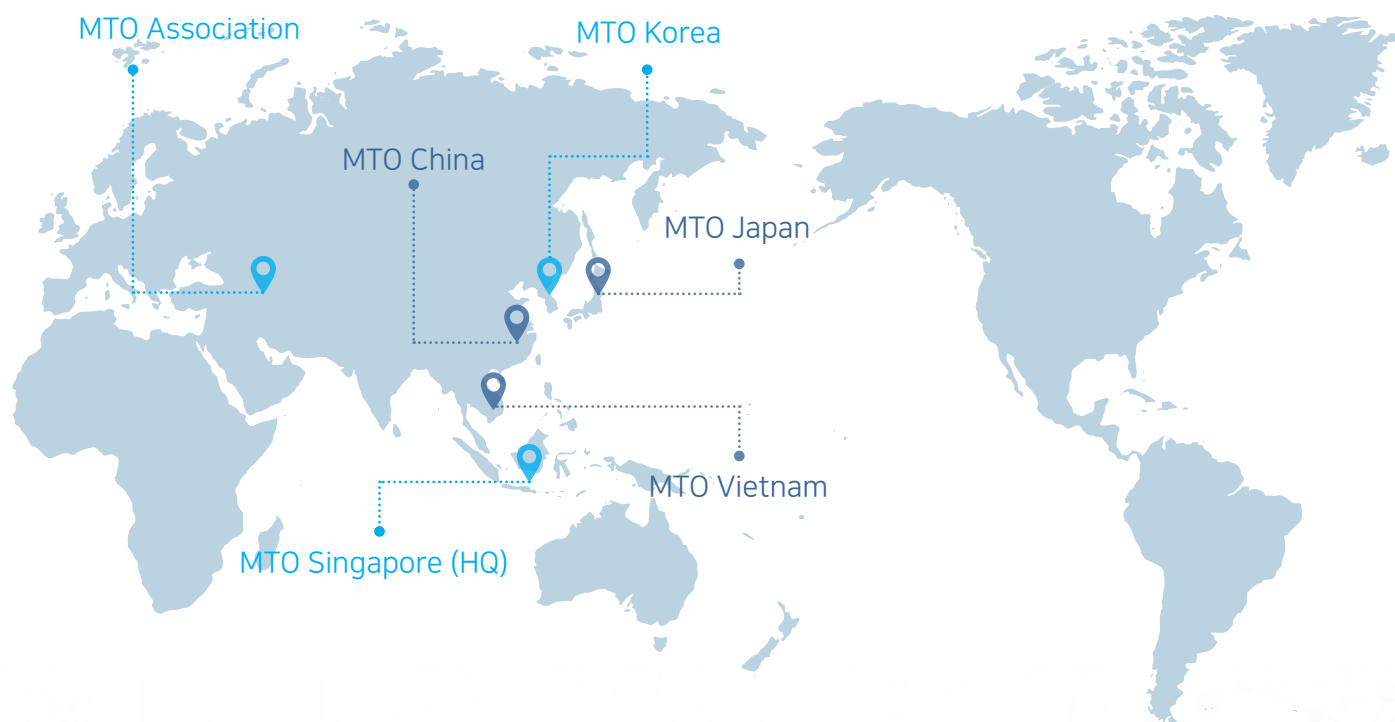 MTO Association
MTO Korea
MTO China
MTO Japan
MTO Vietnam
MTO Singapore (HQ)